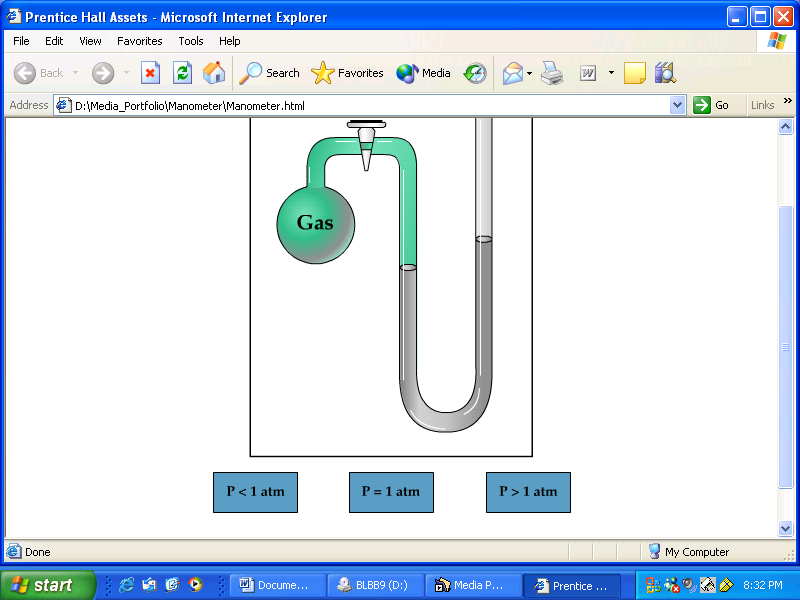 Prentice Hall Assets - Microsoft Internet Explorer
File Edit View Favorites Tools Help
Back Search Favorites Media W
Address D:\Media_Portfolio\Manometer\Manometer.html Go Links »
Gas
P < 1 atm P = 1 atm P > 1 atm
Done My Computer
start Docume... BLBB9 (D:) Media P... Prentice ... 8:32 PM